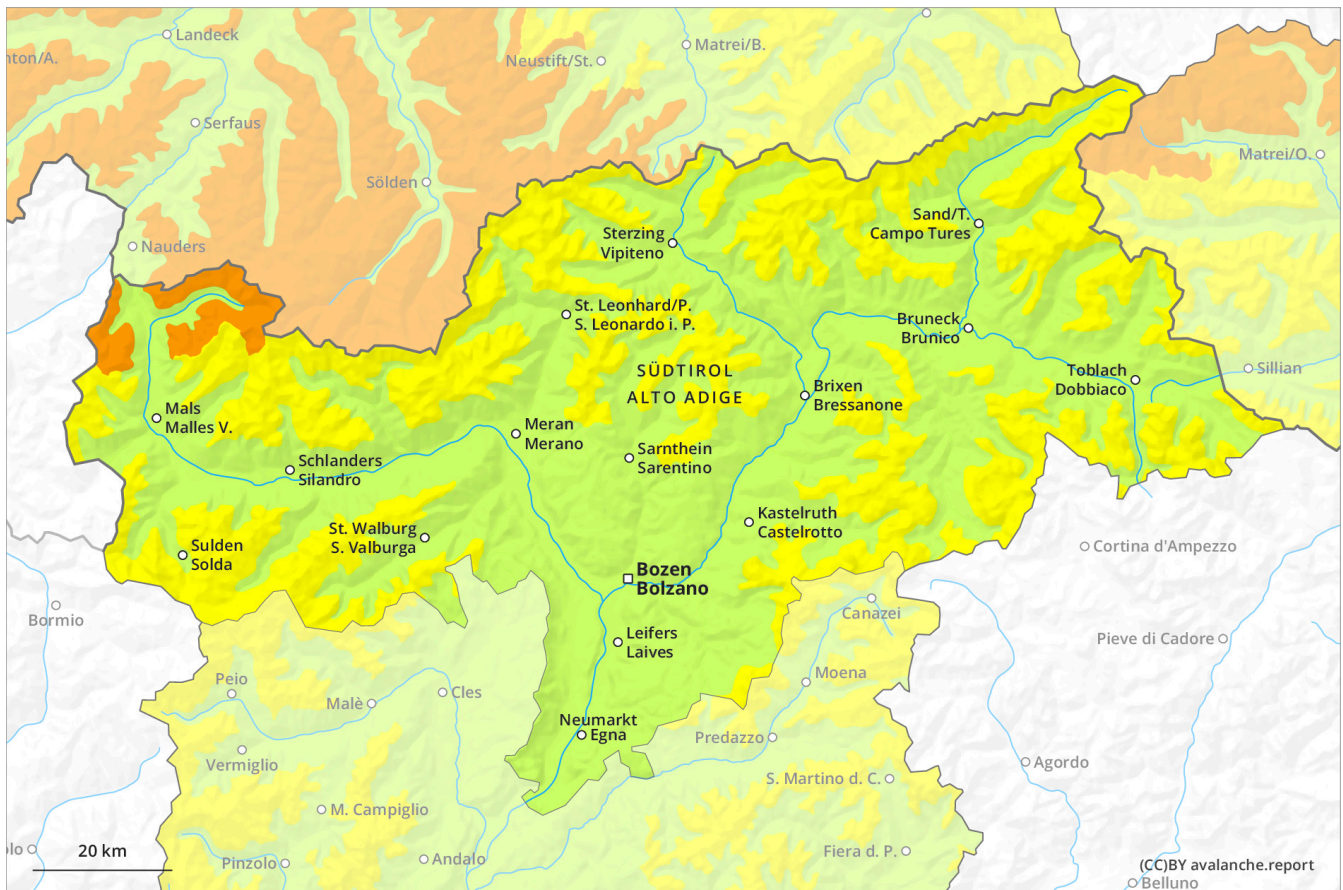 Landeck
nton/A.
Matrei/B.
Neustift/St.
Serfaus
Matrei/O.
Sölden
Nauders
Sand/T.
Campo Tures
Sterzing
Vipiteno
St. Leonhard/P.
S. Leonardo i. P.
Bruneck
Brunico
SÜDTIROL
ALTO ADIGE
Toblach
Dobbiaco
Sillian
Brixen
Bressanone
Mals
Malles V.
Meran
Merano
Sarnthein
Sarentino
Schlanders
Silandro
Kastelruth
Castelrotto
St. Walburg
S. Valburga
Sulden
Solda
Cortina d'Ampezzo
Bozen
Bolzano
Bormio
Canazei
Leifers
Laives
Pieve di Cadore
Peio
Moena
Malè
Cles
Neumarkt
Egna
Predazzo
Vermiglio
Agordo
S. Martino d. C.
M. Campiglio
20 km
olo
Pinzolo
Andalo
Fiera d. P.
(CC)BY avalanche.report
Belluno